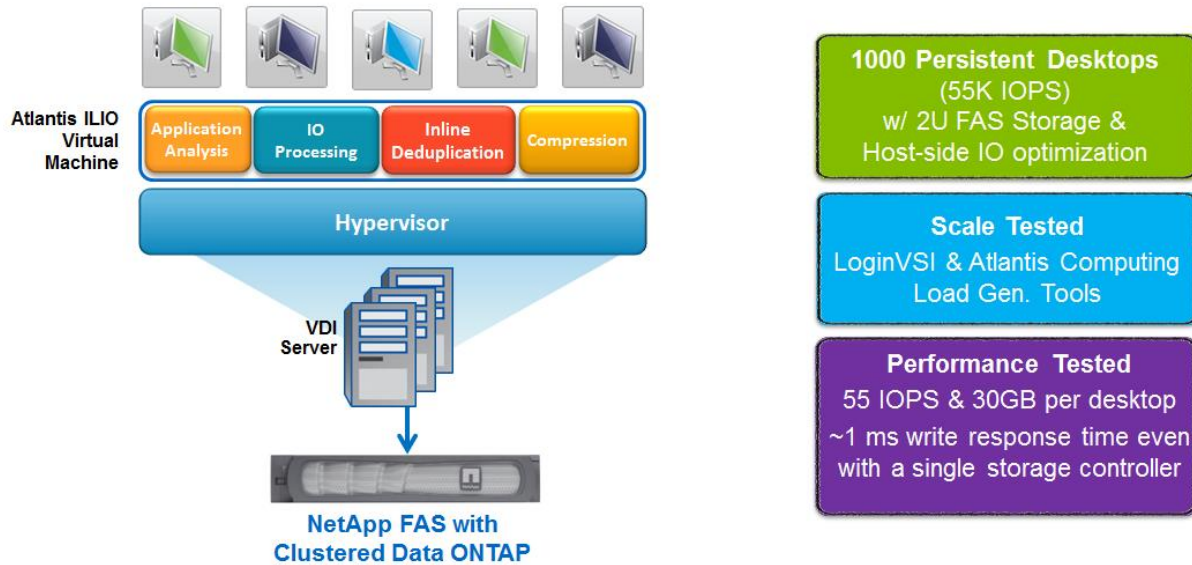 Atlantis ILIO
Virtual
Machine
Application
Analysis
IO
Processing
Inline
Deduplication
Compression
Hypervisor
VDI
Server
NetApp FAS with
Clustered Data ONTAP
1000 Persistent Desktops
(55K IOPS)
w/ 2U FAS Storage &
Host-side IO optimization
Scale Tested
LoginVSI & Atlantis Computing
Load Gen. Tools
Performance Tested
55 IOPS & 30GB per desktop
~1 ms write response time even
with a single storage controller